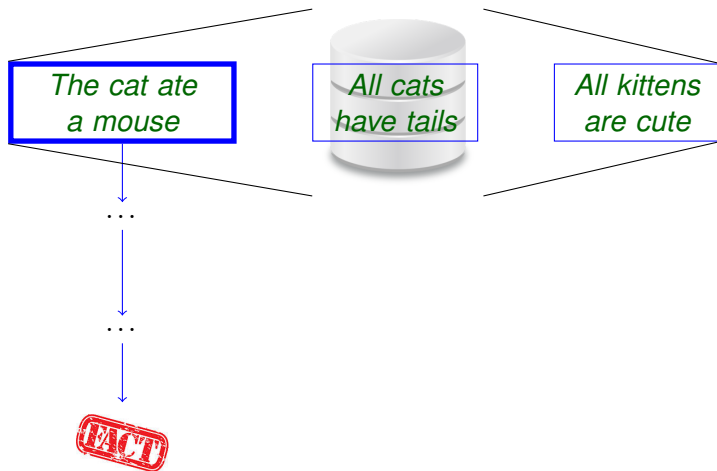 The cat ate
a mouse
All cats
have tails
All kittens
are cute
...
...
FACT